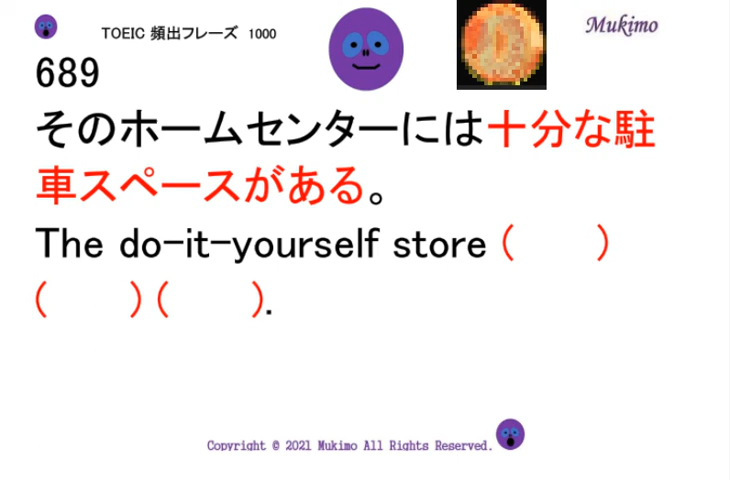 TOEIC 頻出フレーズ 1000
Mukimo
689
そのホームセンターには十分な駐
車スペースがある。
The do-it-yourself store (     )
(     ) (     ).
Copyright © 2021 Mukimo All Rights Reserved.